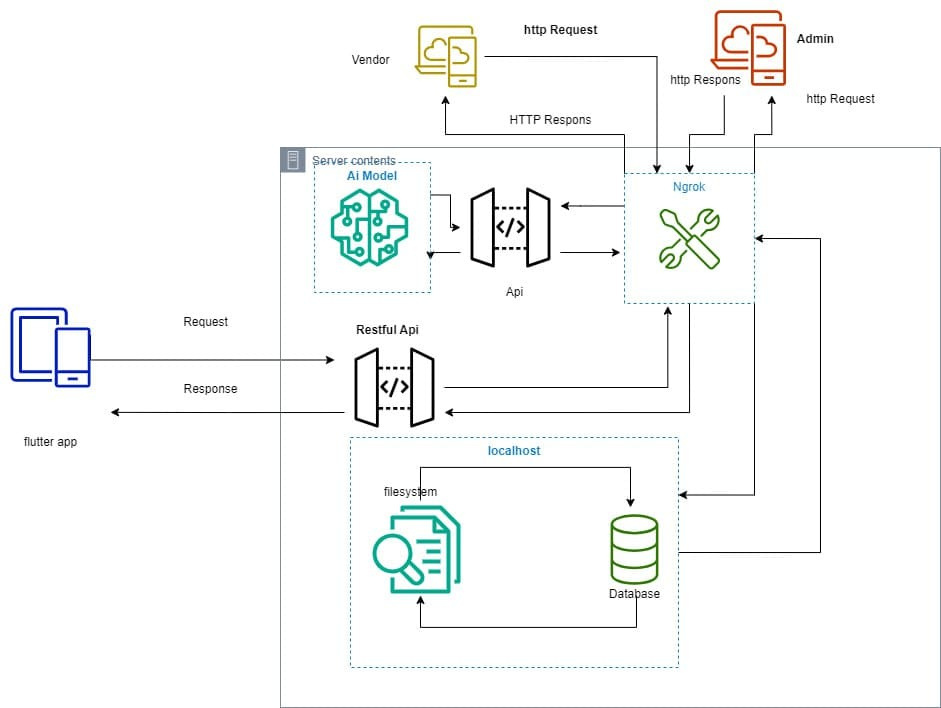 http Request
Admin
Vendor
http Respons
http Request
HTTP Respons
Server contents
Ai Model
Ngrok
</>
Api
Request
Restful Api
</>
Response
flutter app
localhost
filesystem
Database